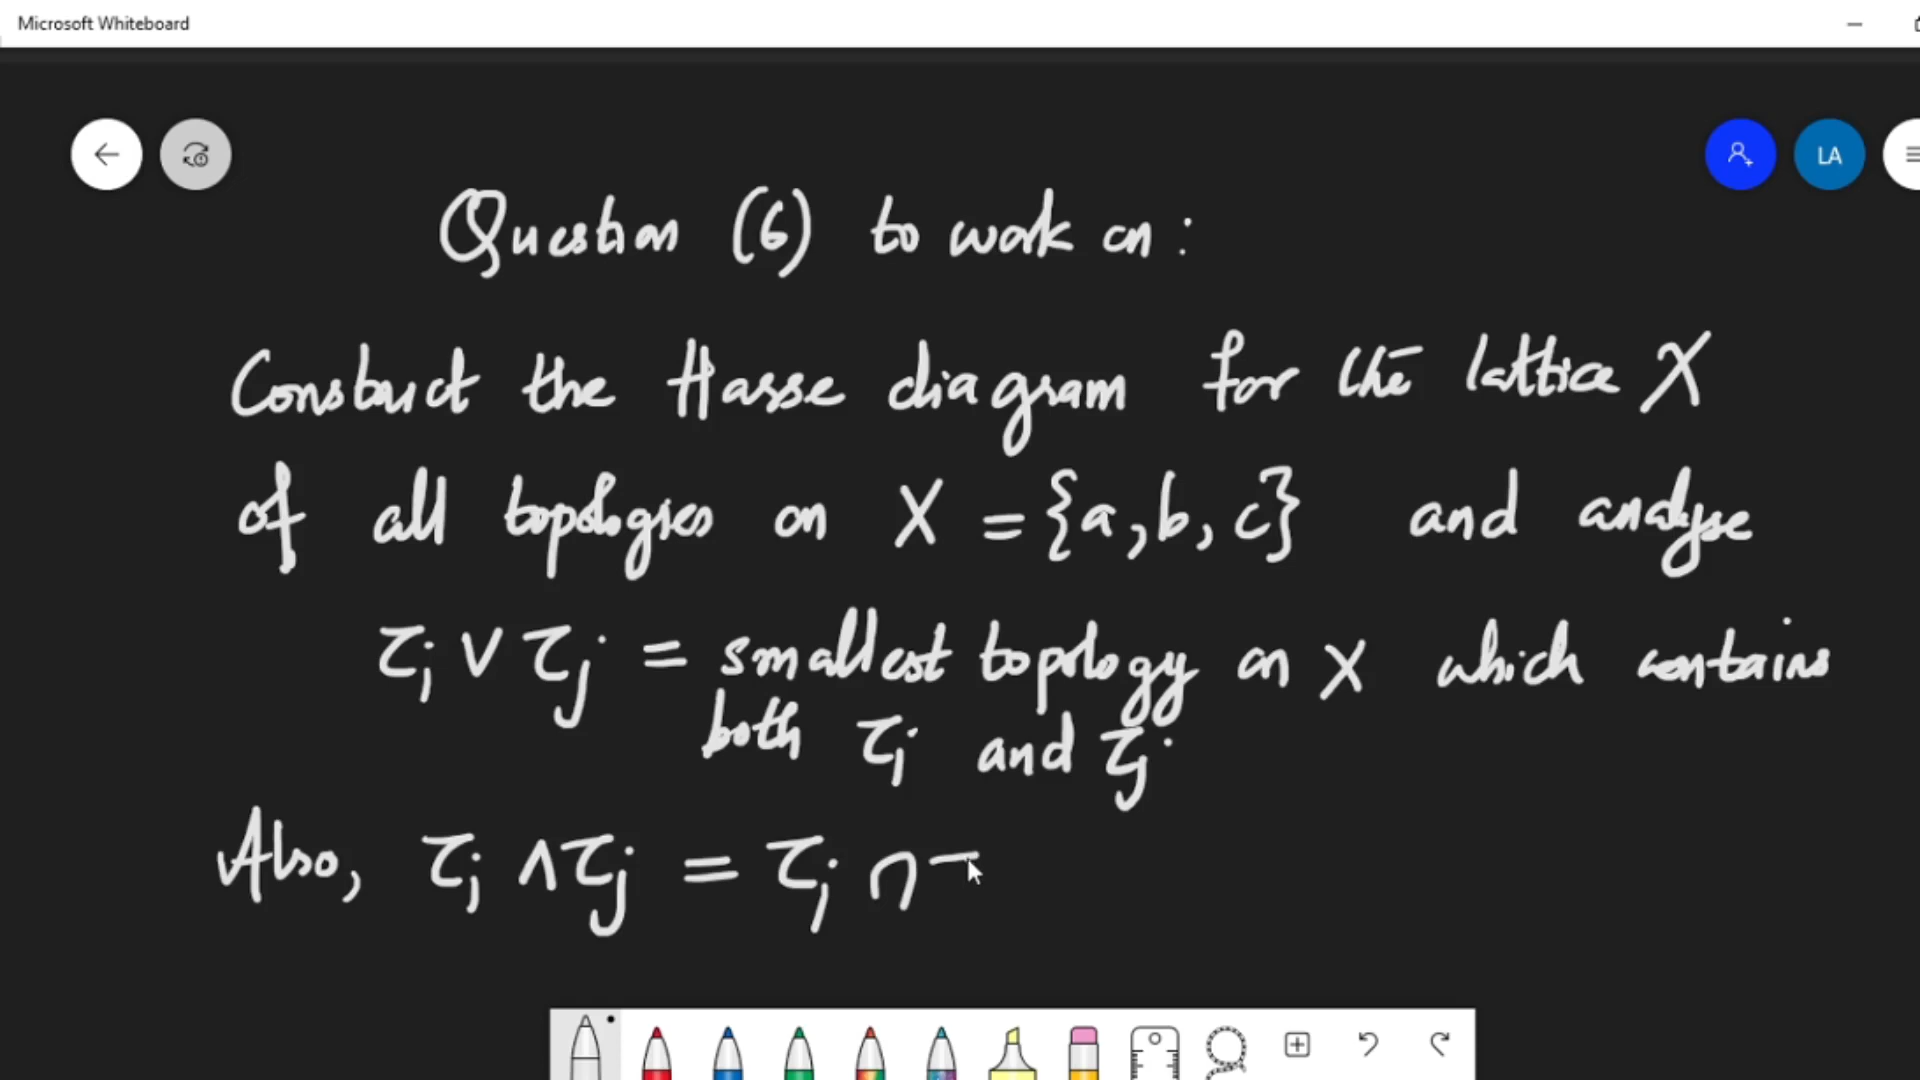 Microsoft Whiteboard
LA
Question (6) to work on :
Construct the Hasse diagram for the lattice X
of all topologies on X = {a, b, c} and analyse
τi ∨ τj = smallest topology on X which contains
both τi and τj
Also, τi ∧ τj = τi ∩